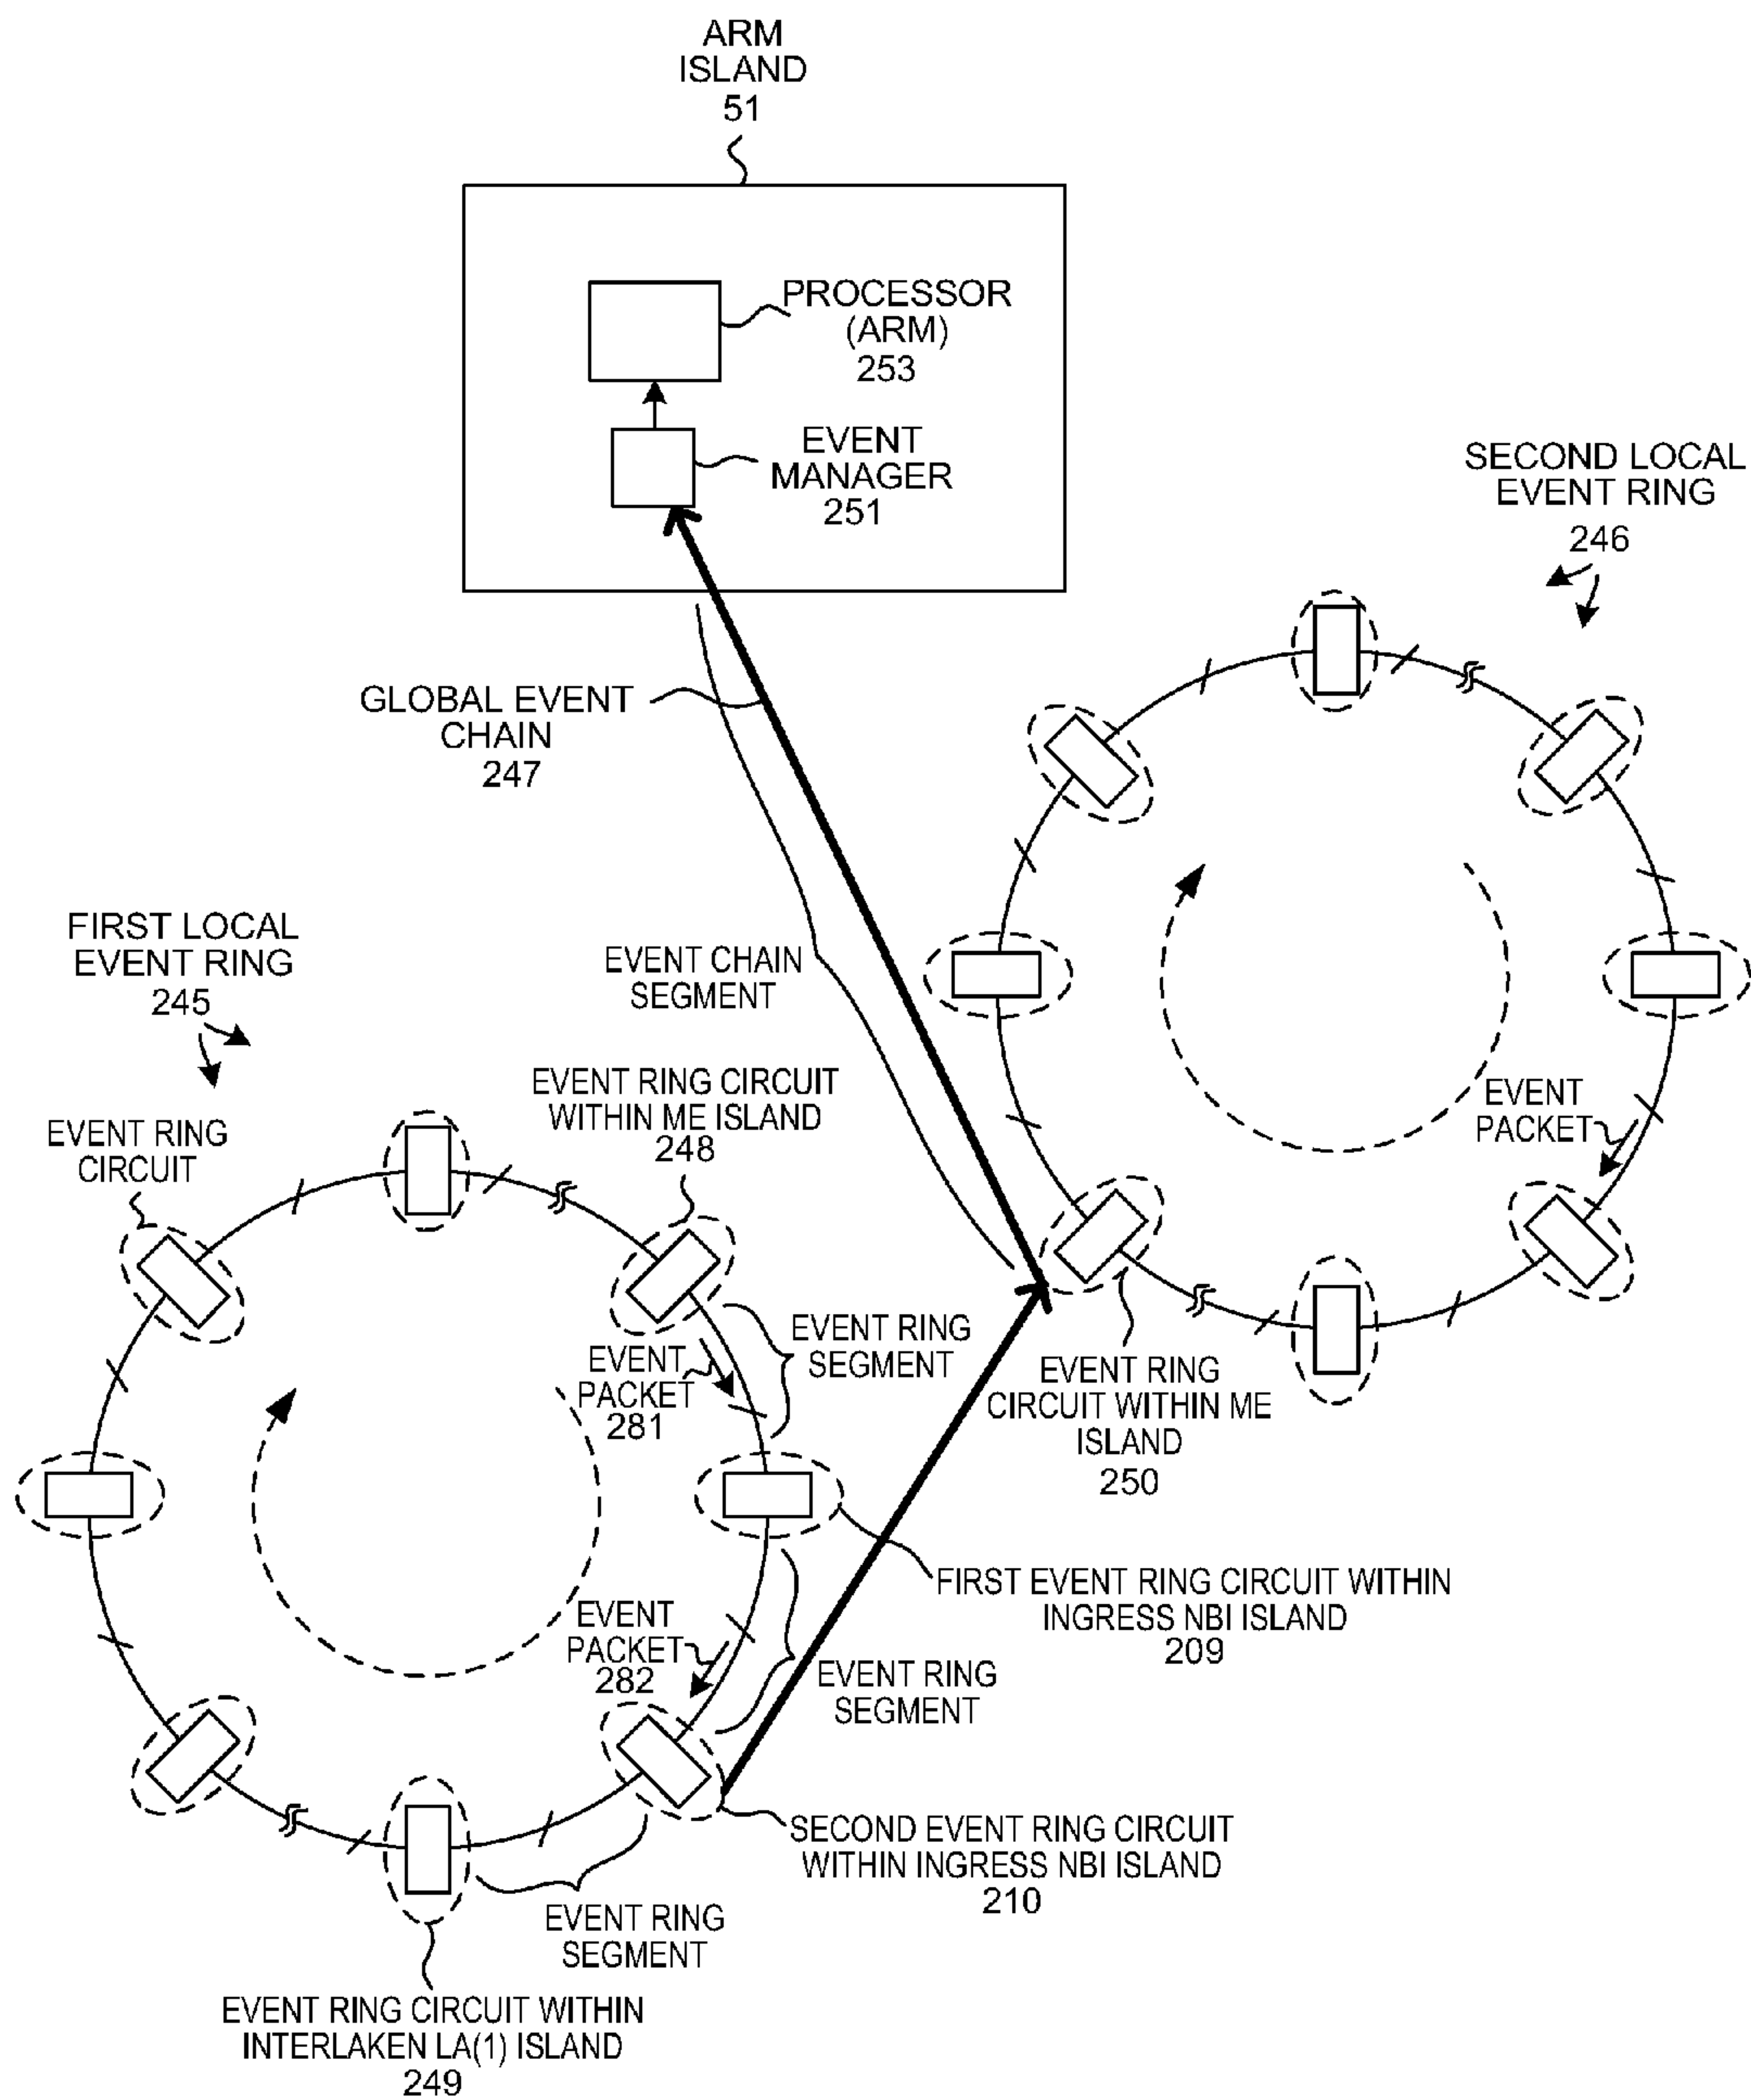 ARM
ISLAND
51
PROCESSOR
(ARM)
253
EVENT
MANAGER
251
SECOND LOCAL
EVENT RING
246
GLOBAL EVENT
CHAIN
247
FIRST LOCAL
EVENT RING
245
EVENT CHAIN
SEGMENT
EVENT RING CIRCUIT
WITHIN ME ISLAND
248
EVENT
PACKET
EVENT RING
CIRCUIT
EVENT RING
SEGMENT
EVENT
PACKET
281
EVENT RING
CIRCUIT WITHIN ME
ISLAND
250
FIRST EVENT RING CIRCUIT WITHIN
INGRESS NBI ISLAND
209
EVENT
PACKET
282
EVENT RING
SEGMENT
SECOND EVENT RING CIRCUIT
WITHIN INGRESS NBI ISLAND
210
EVENT RING
SEGMENT
EVENT RING CIRCUIT WITHIN
INTERLAKEN LA(1) ISLAND
249